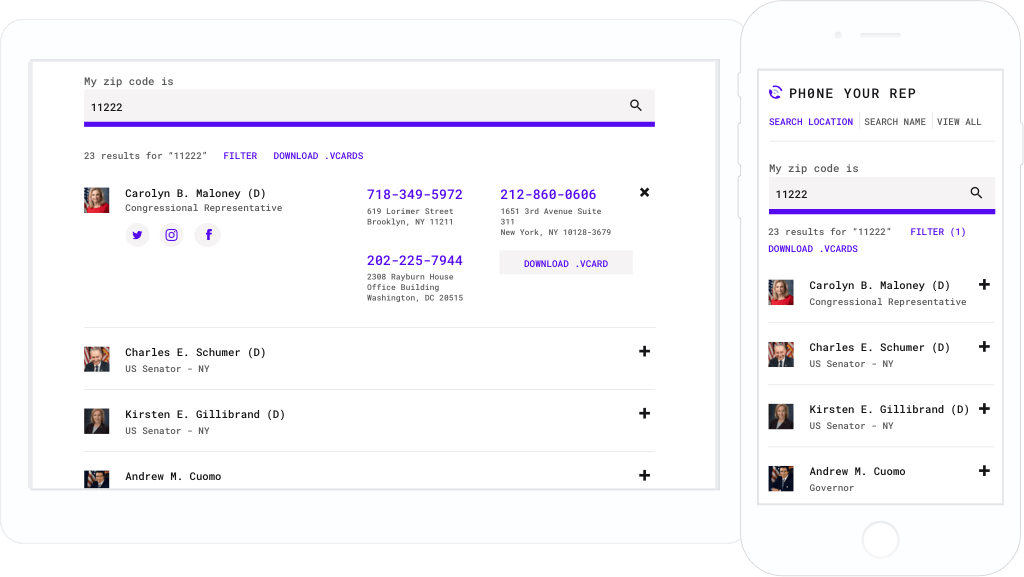 My zip code is
11222
23 results for “11222” FILTER DOWNLOAD .VCARDS
Carolyn B. Maloney (D)
Congressional Representative
718-349-5972
619 Lorimer Street
Brooklyn, NY 11211
212-860-0606
1651 3rd Avenue Suite
311
New York, NY 10128-3679
202-225-7944
2308 Rayburn House
Office Building
Washington, DC 20515
DOWNLOAD .VCARD
Charles E. Schumer (D)
US Senator - NY
Kirsten E. Gillibrand (D)
US Senator - NY
Andrew M. Cuomo
PH0NE YOUR REP
SEARCH LOCATION SEARCH NAME VIEW ALL
My zip code is
11222
23 results for “11222” FILTER (1)
DOWNLOAD .VCARDS
Carolyn B. Maloney (D)
Congressional Representative
Charles E. Schumer (D)
US Senator - NY
Kirsten E. Gillibrand (D)
US Senator - NY
Andrew M. Cuomo
Governor